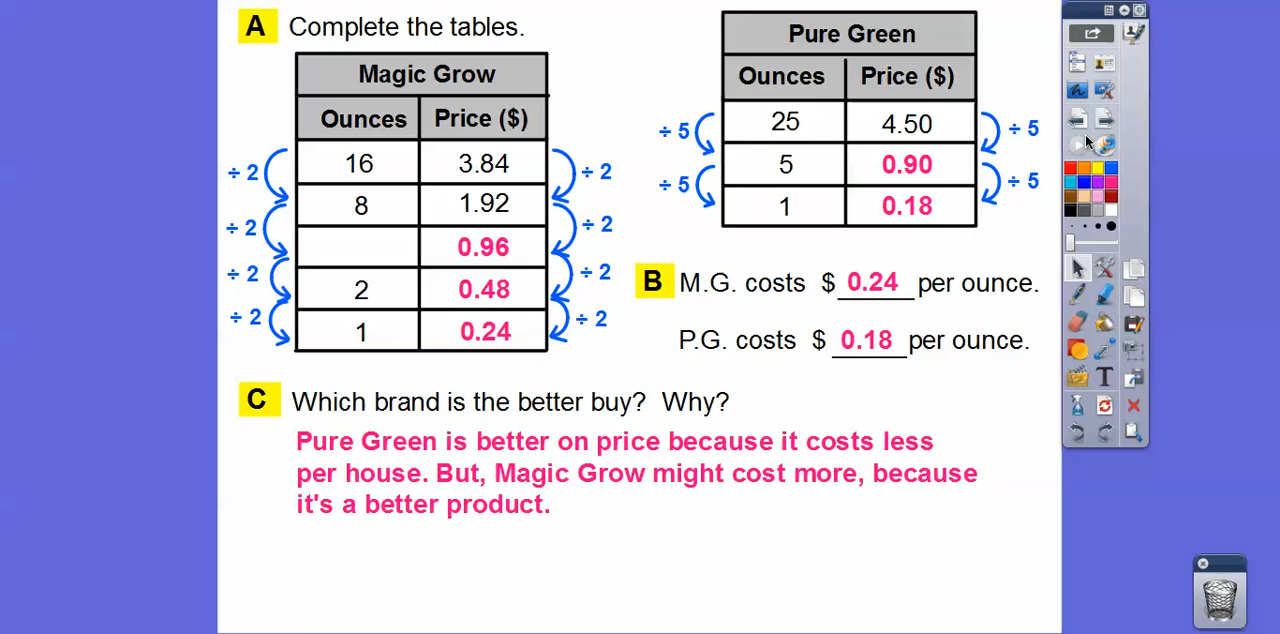 A Complete the tables.
Magic Grow
Ounces Price ($)
16 3.84
8 1.92
0.96
2 0.48
1 0.24
÷ 2 ÷ 2
÷ 2 ÷ 2
÷ 2 ÷ 2
÷ 2 ÷ 2
Pure Green
Ounces Price ($)
25 4.50
5 0.90
1 0.18
÷ 5 ÷ 5
÷ 5 ÷ 5
B M.G. costs $ 0.24 per ounce.
P.G. costs $ 0.18 per ounce.
C Which brand is the better buy? Why?
Pure Green is better on price because it costs less
per house. But, Magic Grow might cost more, because
it's a better product.
T